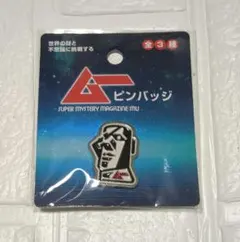 世界の謎と
不思議に挑戦する
全3種
ムー
ピンバッジ
SUPER MYSTERY MAGAZINE MU